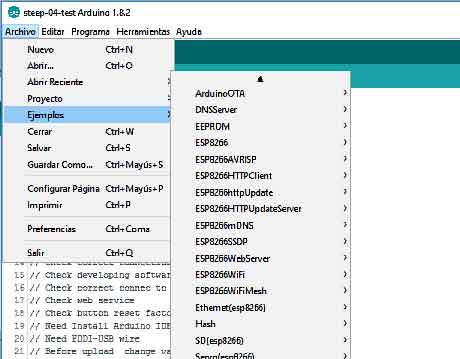 steep-04-test Arduino 1.8.2
Archivo Editar Programa Herramientas Ayuda
Nuevo Ctrl+N
Abrir... Ctrl+O
Abrir Reciente
Proyecto
Ejemplos
Cerrar Ctrl+W
Salvar Ctrl+S
Guardar Como... Ctrl+Mayús+S
Configurar Página Ctrl+Mayús+P
Imprimir Ctrl+P
Preferencias Ctrl+Coma
Salir Ctrl+Q
ArduinoOTA
DNSServer
EEPROM
ESP8266
ESP8266AVRISP
ESP8266HTTPClient
ESP8266httpUpdate
ESP8266HTTPUpdateServer
ESP8266mDNS
ESP8266SSDP
ESP8266WebServer
ESP8266WiFi
ESP8266WiFiMesh
Ethernet(esp8266)
Hash
SD(esp8266)
Servo(esp8266)
14 // Check correct
15 // Check developing softwar
16 // Check correct connec to
17 // Check web service
18 // Check button reset facto
19 // Need Install Arduino IDE
20 // Need FDDI-USB wire
21 // Before upload change va